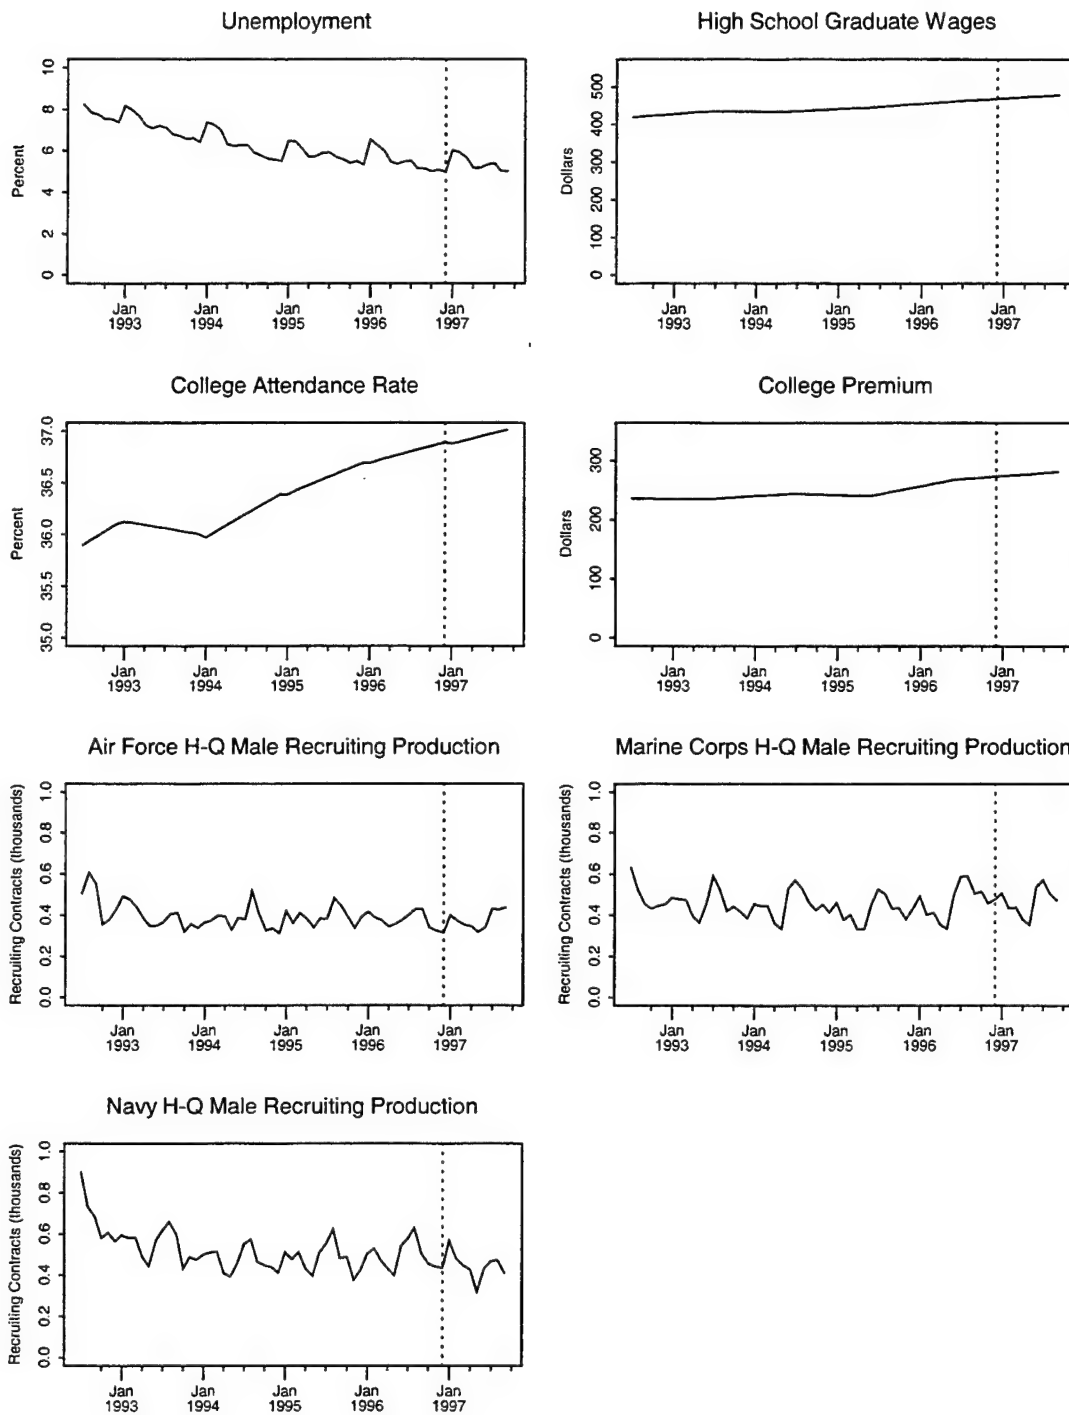 Unemployment
Percent
10
8
6
4
2
0
Jan
1993
Jan
1994
Jan
1995
Jan
1996
Jan
1997
High School Graduate Wages
Dollars
500
400
300
200
100
0
Jan
1993
Jan
1994
Jan
1995
Jan
1996
Jan
1997
College Attendance Rate
Percent
37.0
36.5
36.0
35.5
35.0
Jan
1993
Jan
1994
Jan
1995
Jan
1996
Jan
1997
College Premium
Dollars
300
200
100
0
Jan
1993
Jan
1994
Jan
1995
Jan
1996
Jan
1997
Air Force H-Q Male Recruiting Production
Recruiting Contracts (thousands)
1.0
0.8
0.6
0.4
0.2
0.0
Jan
1993
Jan
1994
Jan
1995
Jan
1996
Jan
1997
Marine Corps H-Q Male Recruiting Production
Recruiting Contracts (thousands)
1.0
0.8
0.6
0.4
0.2
0.0
Jan
1993
Jan
1994
Jan
1995
Jan
1996
Jan
1997
Navy H-Q Male Recruiting Production
Recruiting Contracts (thousands)
1.0
0.8
0.6
0.4
0.2
0.0
Jan
1993
Jan
1994
Jan
1995
Jan
1996
Jan
1997